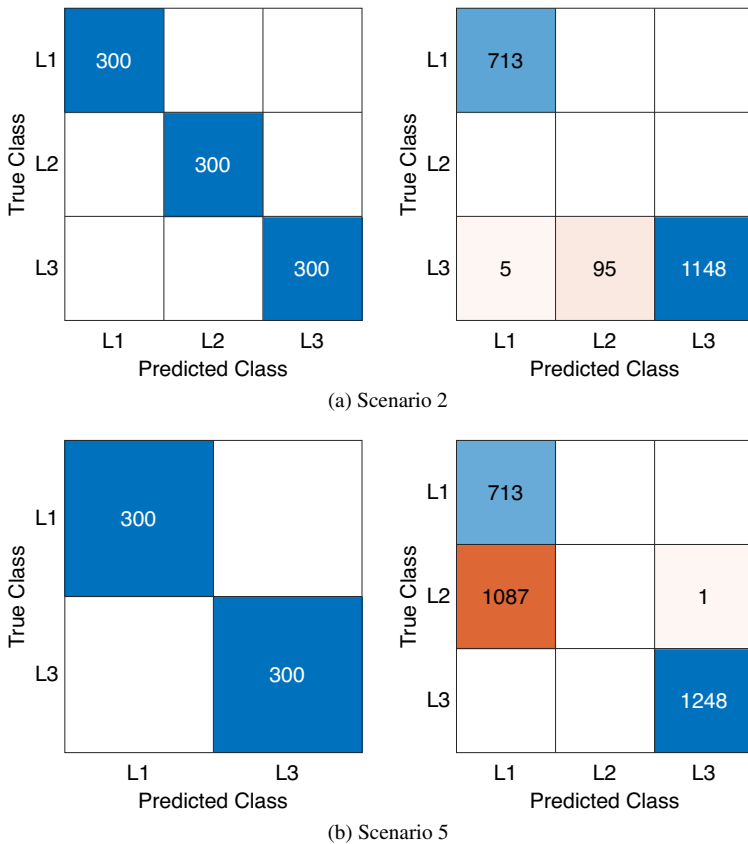 True Class
L1
300
L2
300
L3
300
L1
L2
L3
Predicted Class
True Class
L1
713
L2
L3
5
95
1148
L1
L2
L3
Predicted Class
(a) Scenario 2
True Class
L1
300
L3
300
L1
L3
Predicted Class
True Class
L1
713
L2
1087
1
L3
1248
L1
L2
L3
Predicted Class
(b) Scenario 5